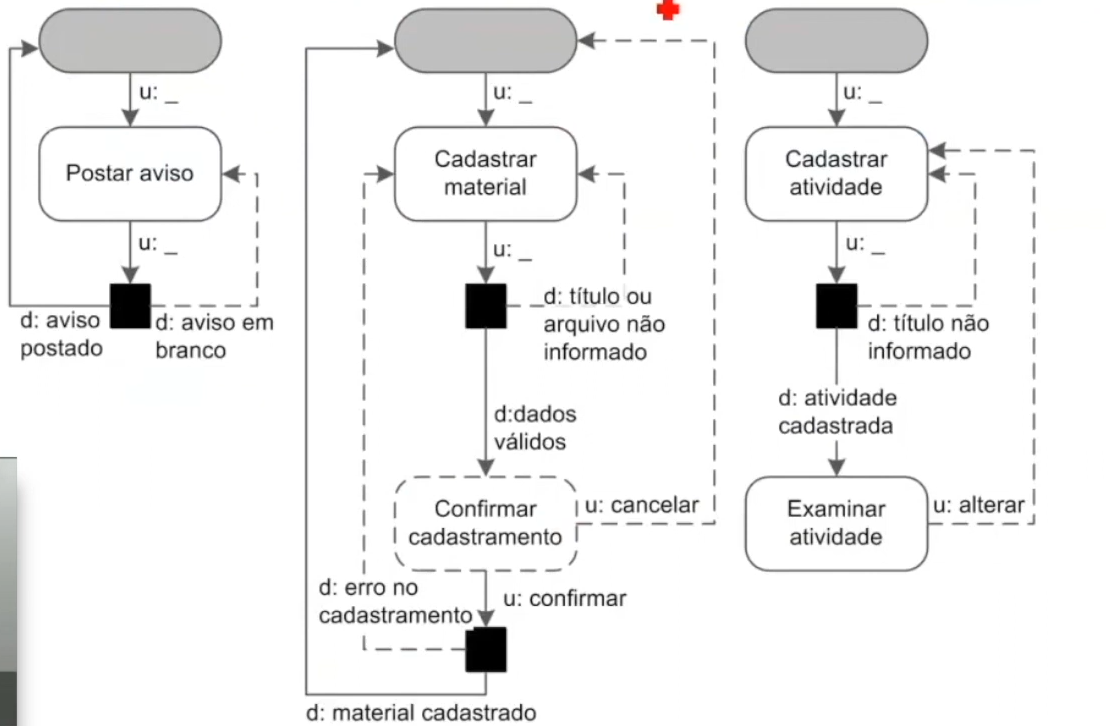 u: _
Postar aviso
u: _
d: aviso
postado
d: aviso em
branco
u: _
Cadastrar
material
u: _
d: título ou
arquivo não
informado
d:dados
válidos
Confirmar
cadastramento
u: cancelar
d: erro no
cadastramento
u: confirmar
d: material cadastrado
u: _
Cadastrar
atividade
u: _
d: título não
informado
d: atividade
cadastrada
Examinar
atividade
u: alterar